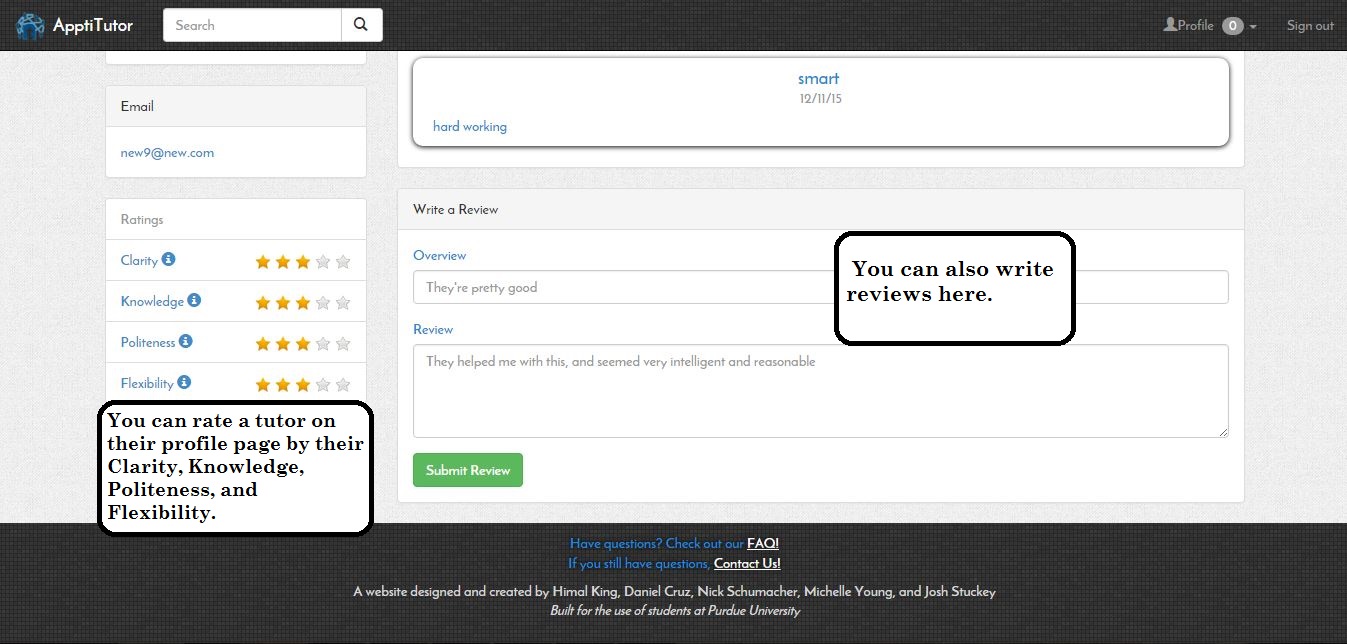 ApptiTutor
Search
Profile 0
Sign out
Email
new9@new.com
Ratings
Clarity
Knowledge
Politeness
Flexibility
You can rate a tutor on
their profile page by their
Clarity, Knowledge,
Politeness, and
Flexibility.
smart
12/11/15
hard working
Write a Review
Overview
They're pretty good
Review
They helped me with this, and seemed very intelligent and reasonable
Submit Review
You can also write
reviews here.
Have questions? Check out our FAQ!
If you still have questions, Contact Us!
A website designed and created by Himal King, Daniel Cruz, Nick Schumacher, Michelle Young, and Josh Stuckey
Built for the use of students at Purdue University